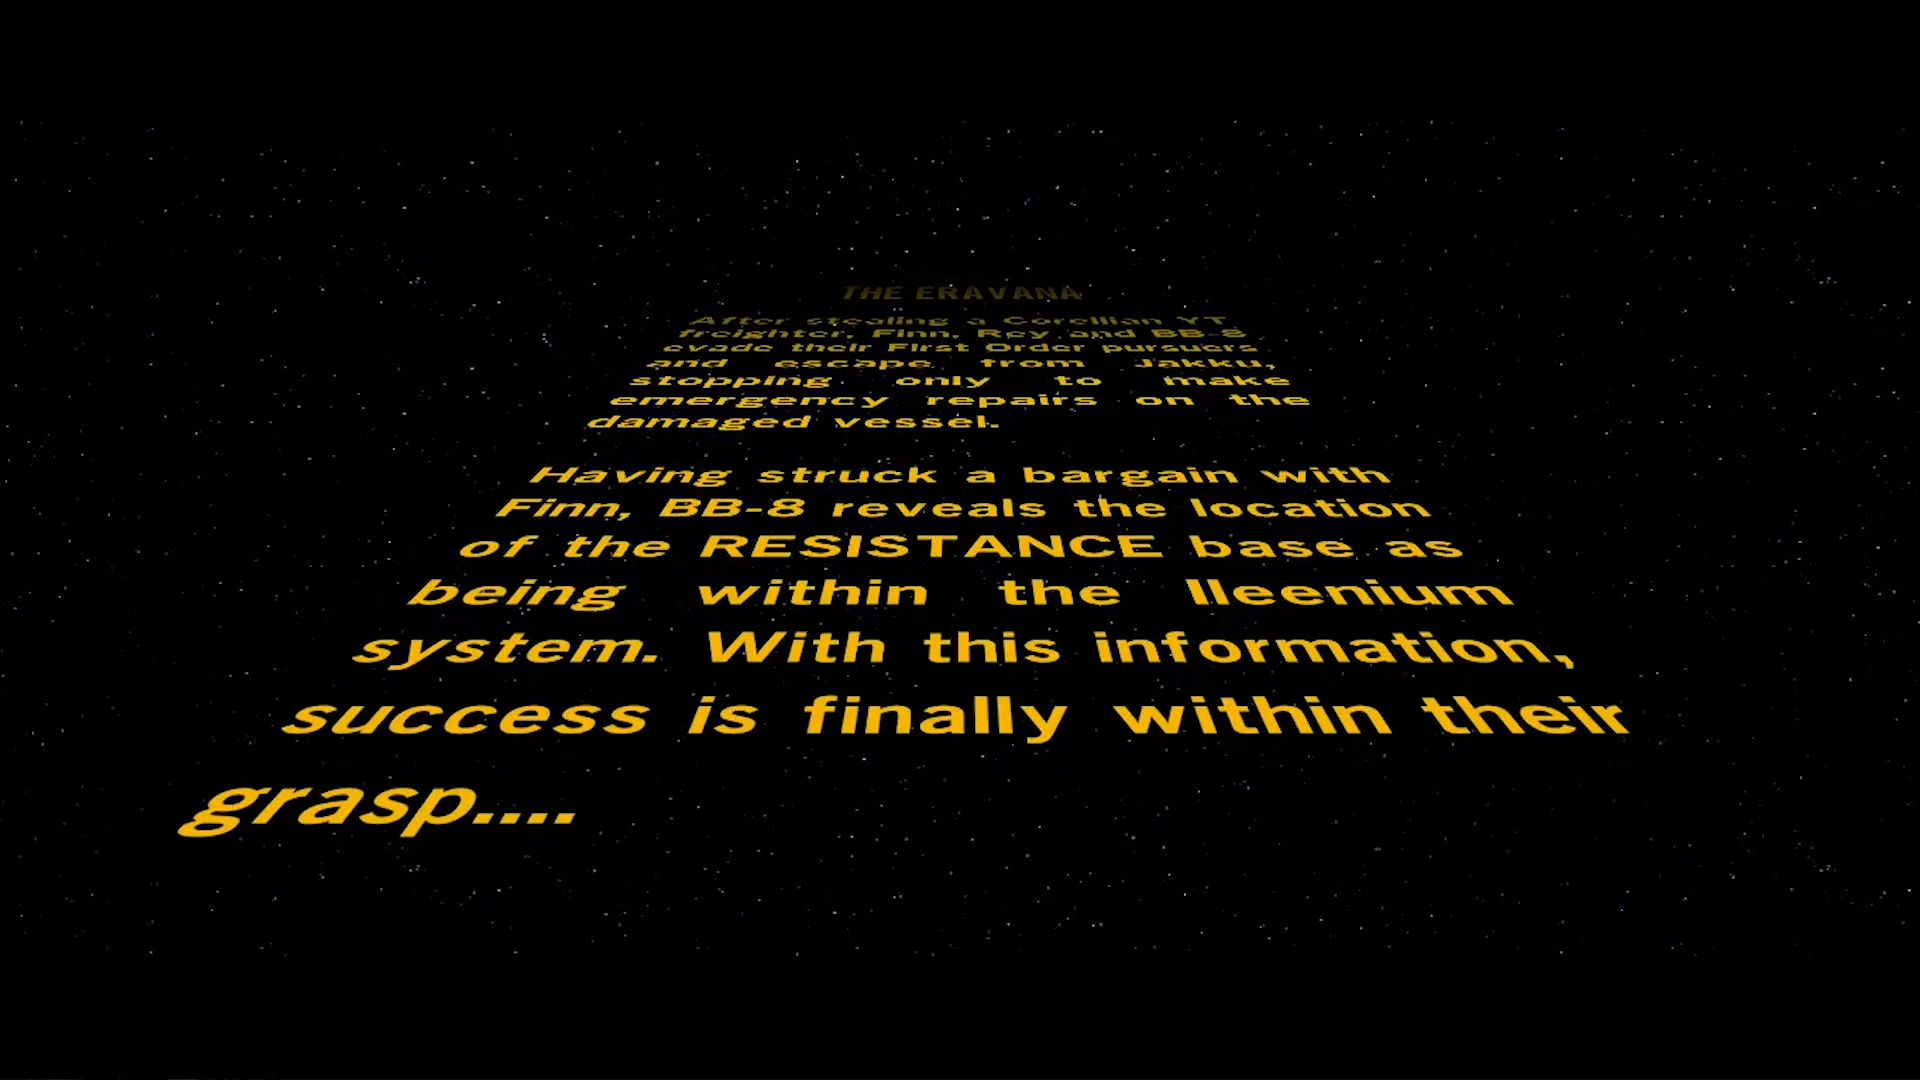 THE ERAVANA
After stealing a Corellian YT
freighter, Finn, Rey and BB-8
evade their First Order pursuers
and escape from Jakku,
stopping only to make
emergency repairs on the
damaged vessel.
Having struck a bargain with
Finn, BB-8 reveals the location
of the RESISTANCE base as
being within the Ileenium
system. With this information,
success is finally within their
grasp....